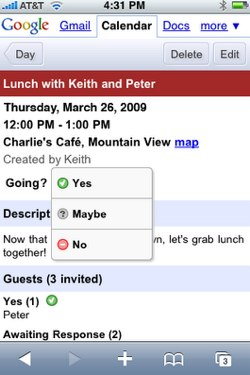 AT&T 4:31 PM
Google Gmail Calendar Docs more ▼
Day Delete Edit
Lunch with Keith and Peter
Thursday, March 26, 2009
12:00 PM - 1:00 PM
Charlie's Café, Mountain View map
Created by Keith
Going? Yes
Maybe
No
Descript
Now that wn, let's grab lunch
together!
Guests (3 invited)
Yes (1)
Peter
Awaiting Response (2)
3